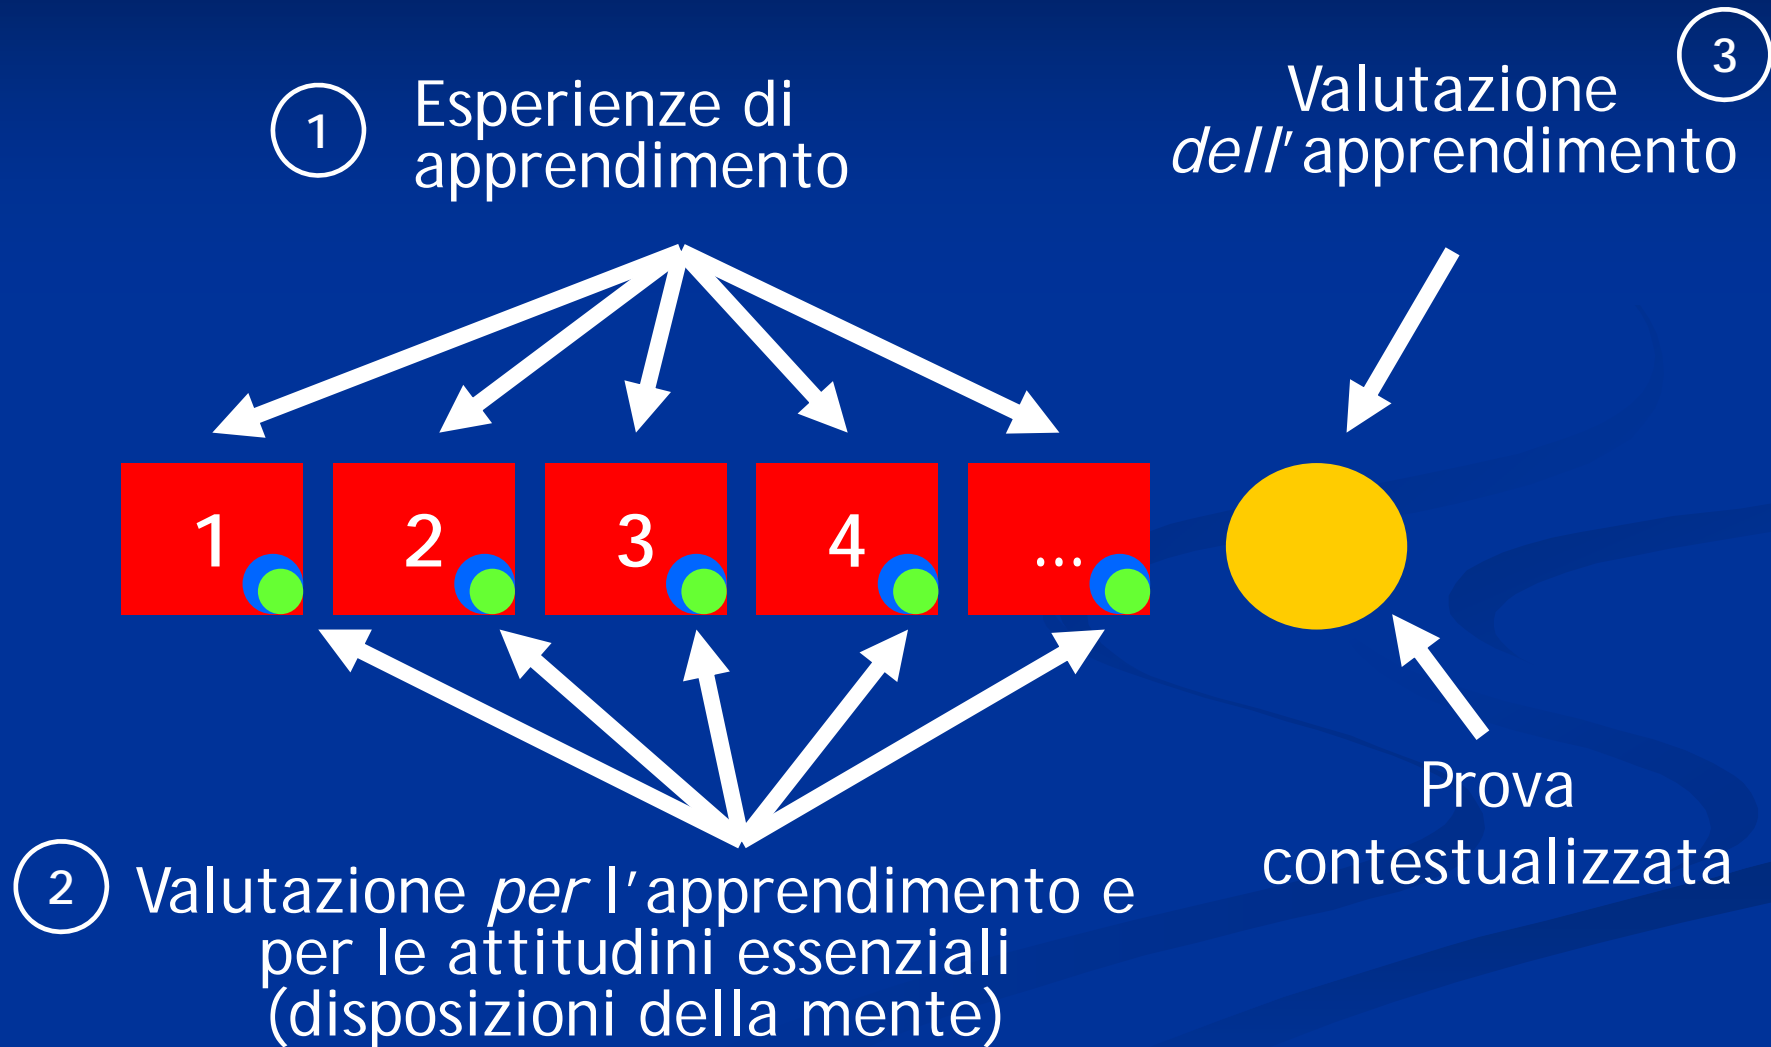 1
Esperienze di
apprendimento
3
Valutazione
dell'apprendimento
1
2
3
4
...
2
Valutazione per l'apprendimento e
per le attitudini essenziali
(disposizioni della mente)
Prova
contestualizzata